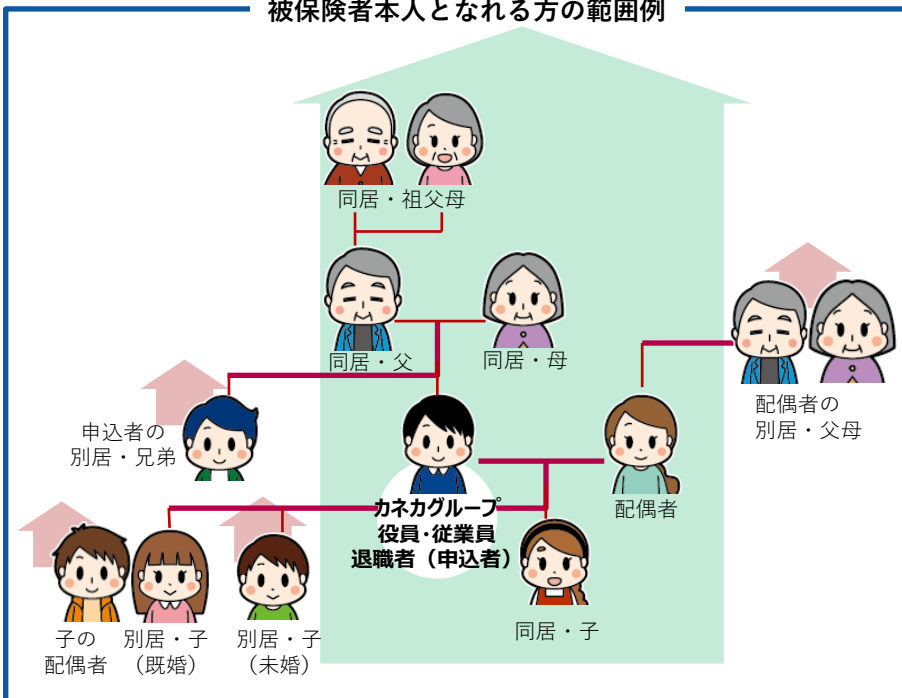 被保険者本人となれる方の範囲例
同居・祖父母
同居・父
同居・母
申込者の
別居・兄弟
配偶者の
別居・父母
カネカグループ
役員・従業員
退職者（申込者）
配偶者
子の
配偶者
別居・子
（既婚）
別居・子
（未婚）
同居・子